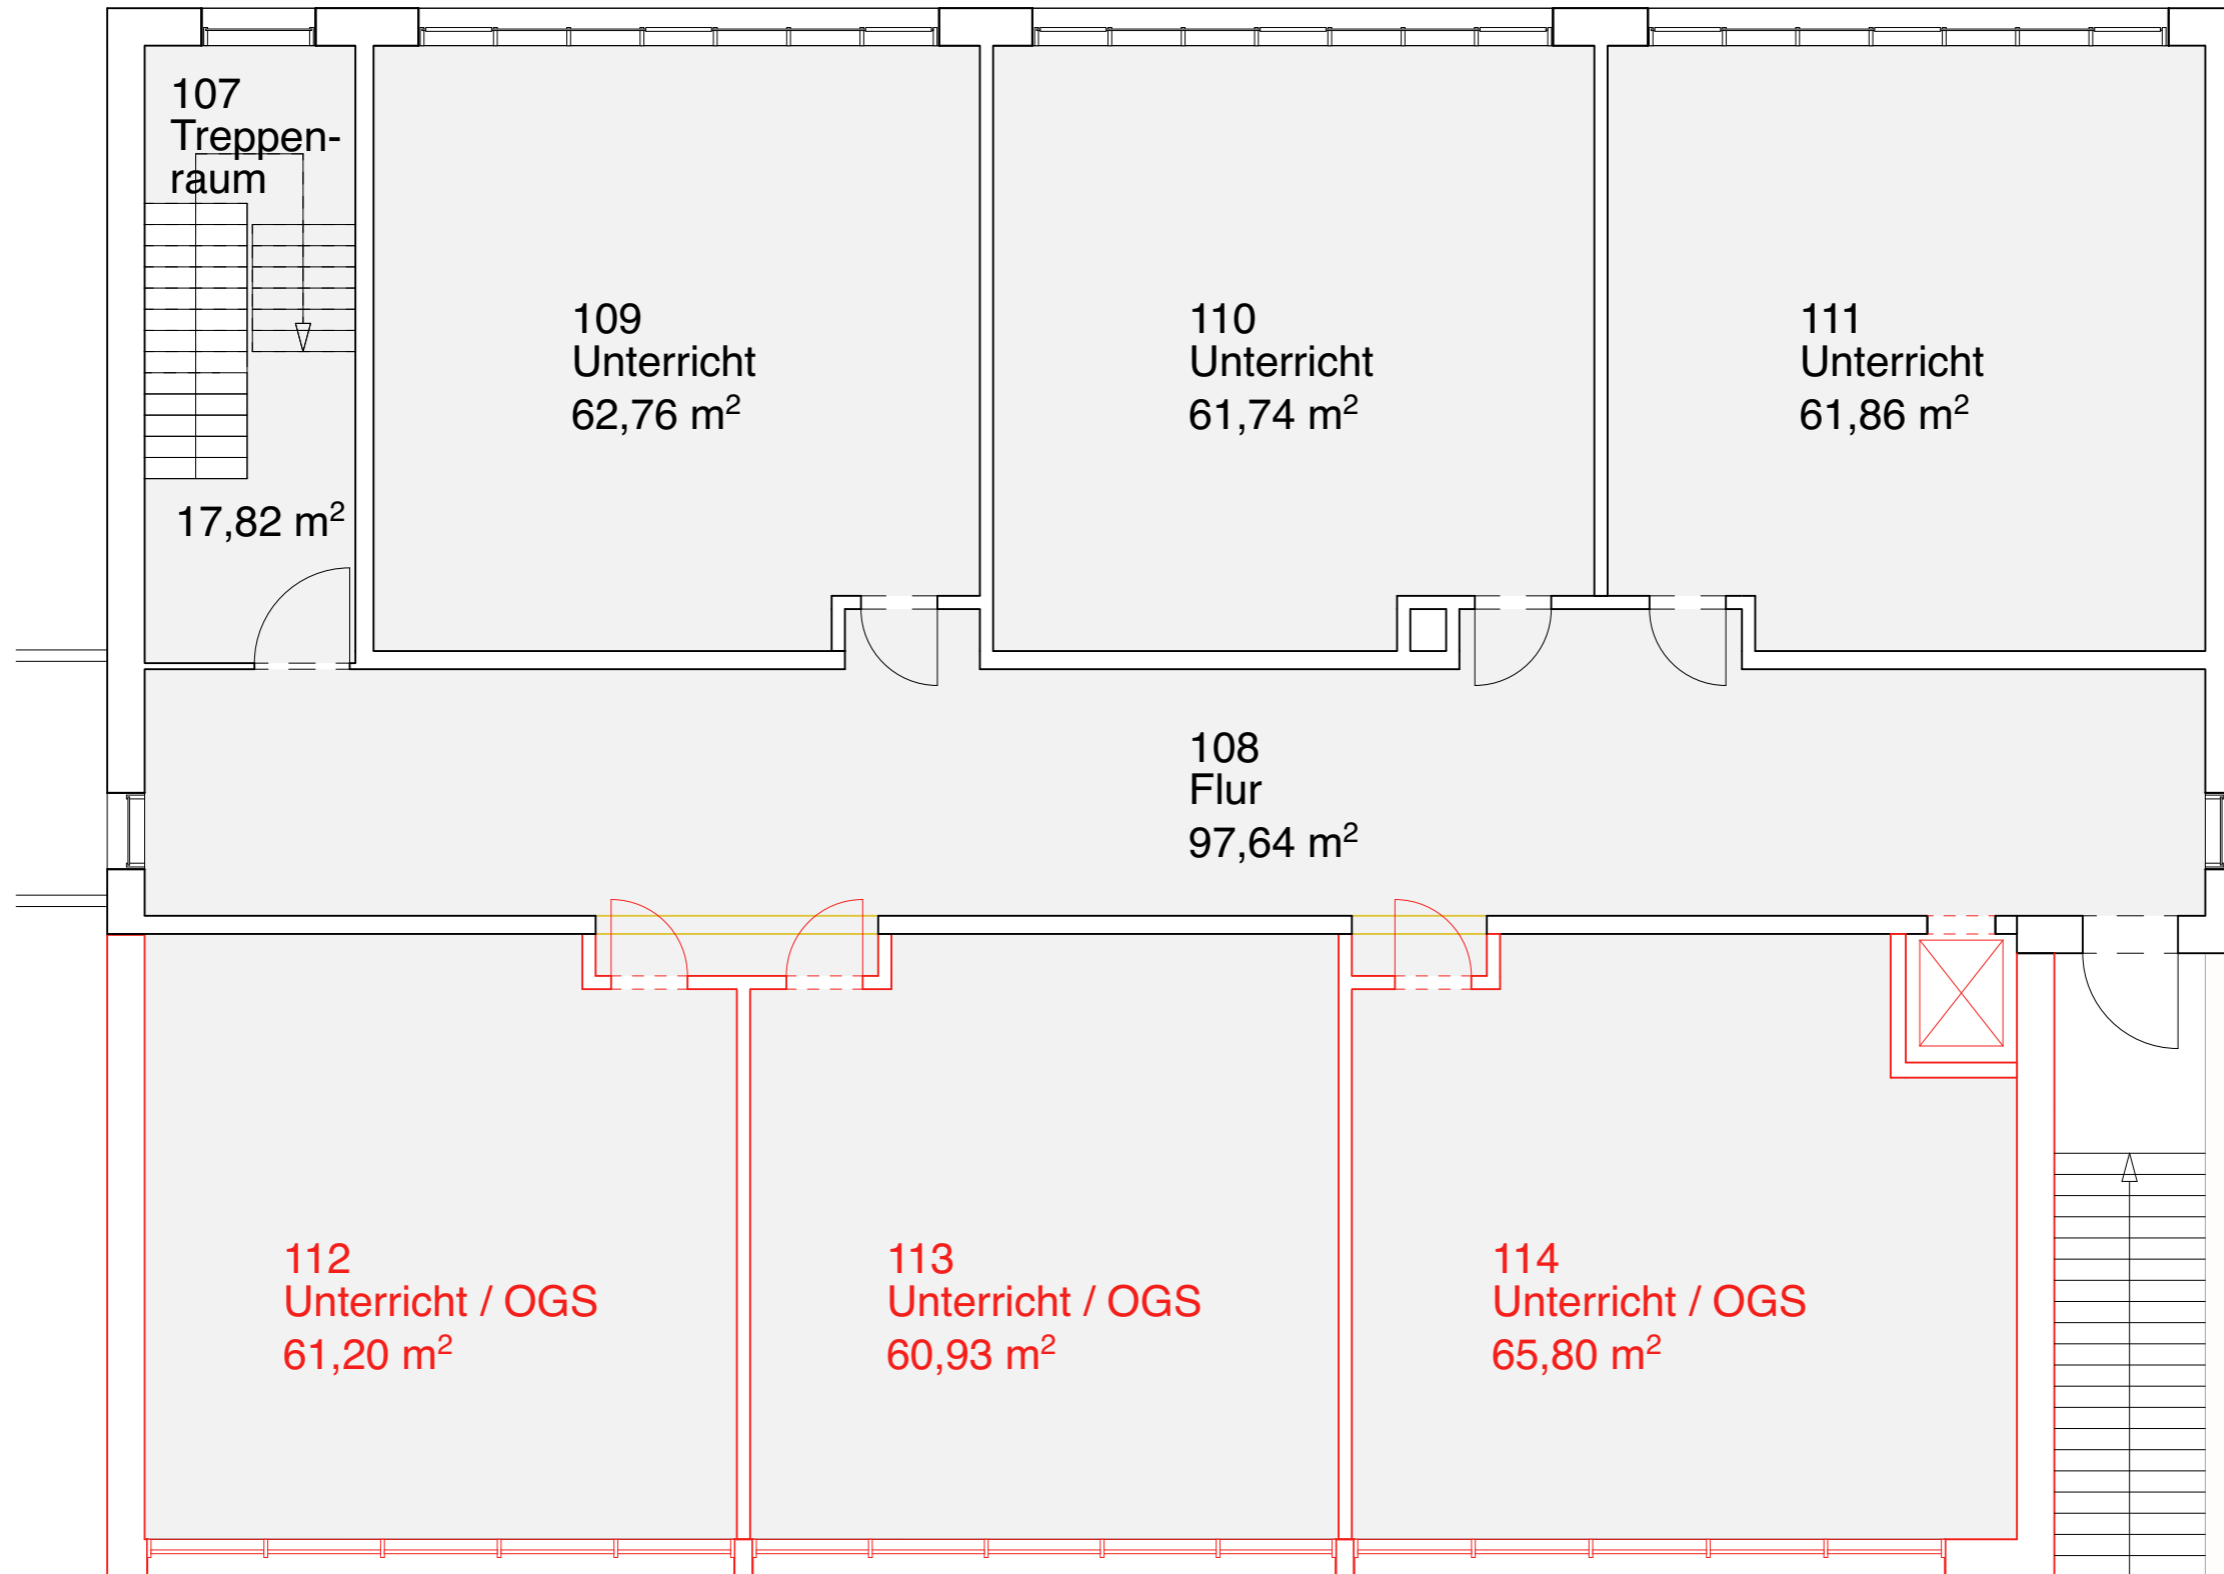 107
Treppen-
raum
17,82 m²
109
Unterricht
62,76 m²
110
Unterricht
61,74 m²
111
Unterricht
61,86 m²
108
Flur
97,64 m²
112
Unterricht / OGS
61,20 m²
113
Unterricht / OGS
60,93 m²
114
Unterricht / OGS
65,80 m²